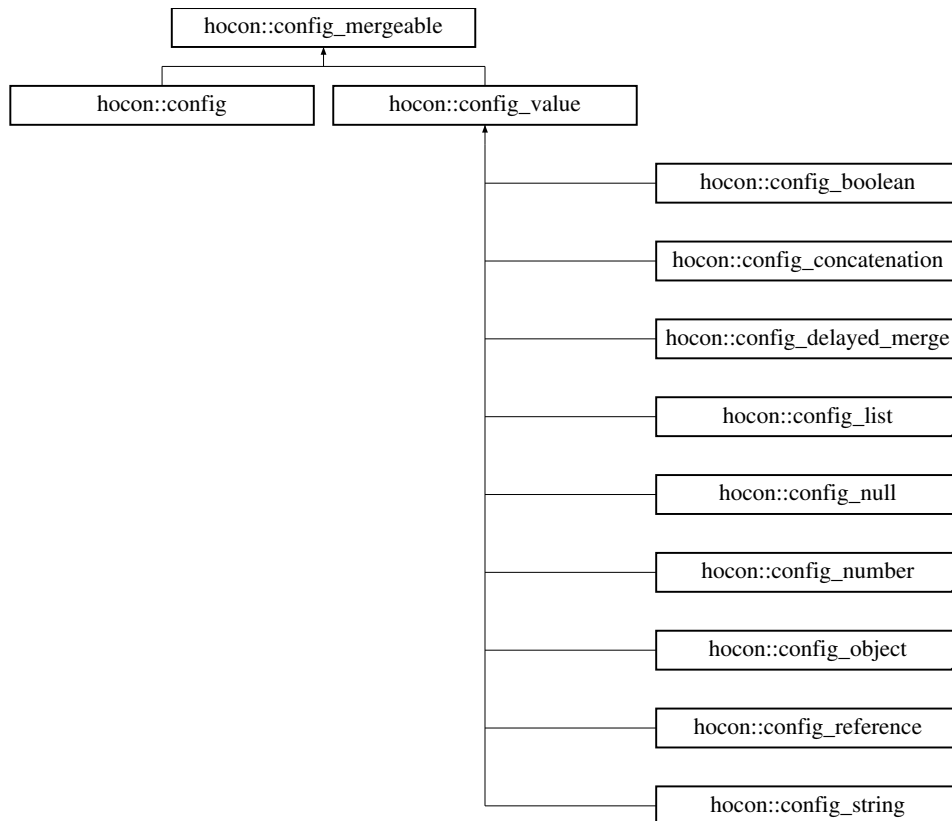 hocon::config_mergeable
hocon::config
hocon::config_value
hocon::config_boolean
hocon::config_concatenation
hocon::config_delayed_merge
hocon::config_list
hocon::config_null
hocon::config_number
hocon::config_object
hocon::config_reference
hocon::config_string